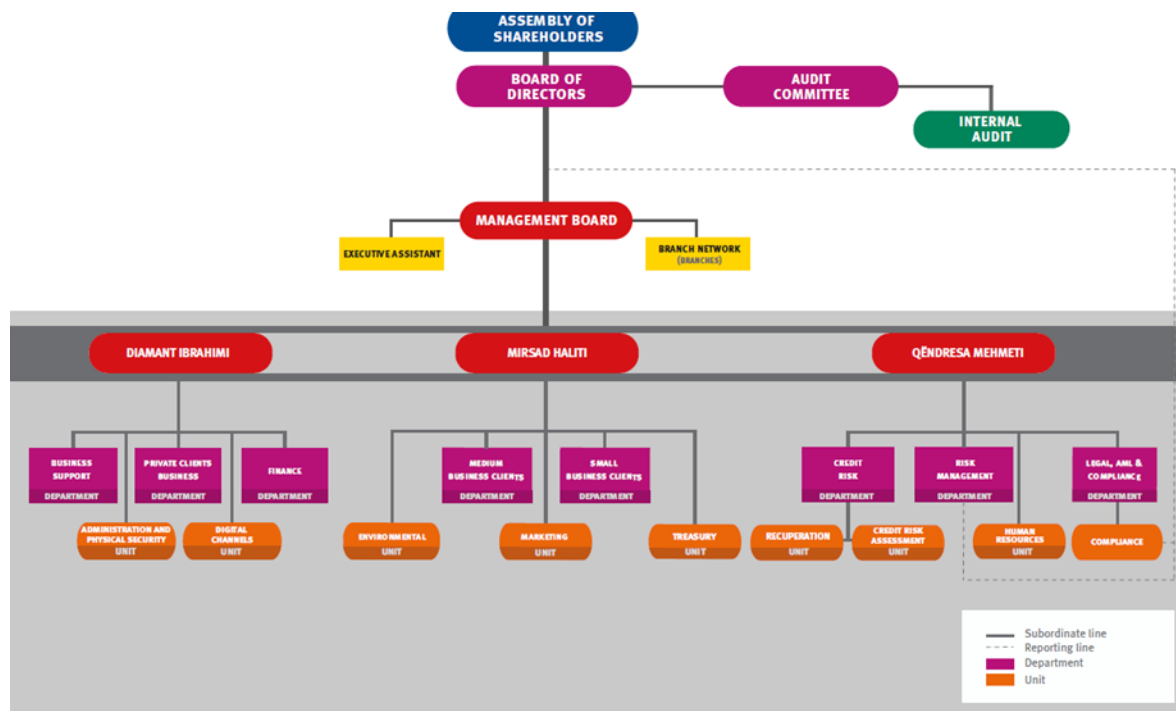 ASSEMBLY OF
SHAREHOLDERS
BOARD OF
DIRECTORS
AUDIT
COMMITTEE
INTERNAL
AUDIT
MANAGEMENT BOARD
EXECUTIVE ASSISTANT
BRANCH NETWORK
(BRANCHES)
DIAMANT IBRAHIMI
MIRSAD HALITI
QËNDRESA MEHMETI
BUSINESS
SUPPORT
DEPARTMENT
PRIVATE CLIENTS
BUSINESS
DEPARTMENT
FINANCE
DEPARTMENT
MEDIUM
BUSINESS CLIENTS
DEPARTMENT
SMALL
BUSINESS CLIENTS
DEPARTMENT
CREDIT
RISK
DEPARTMENT
RISK
MANAGEMENT
DEPARTMENT
LEGAL, AML &
COMPLIANCE
DEPARTMENT
ADMINISTRATION AND
PHYSICAL SECURITY
UNIT
DIGITAL
CHANNELS
UNIT
ENVIRONMENTAL
UNIT
MARKETING
UNIT
TREASURY
UNIT
RECUPERATION
UNIT
CREDIT RISK
ASSESSMENT
UNIT
HUMAN
RESOURCES
UNIT
COMPLIANCE
Subordinate line
Reporting line
Department
Unit